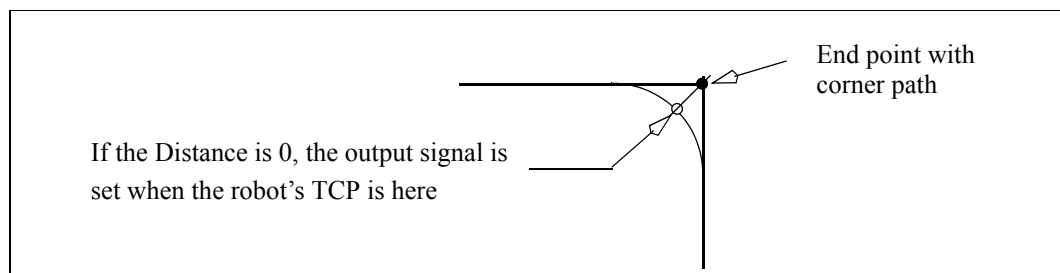 End point with
corner path
If the Distance is 0, the output signal is
set when the robot’s TCP is here